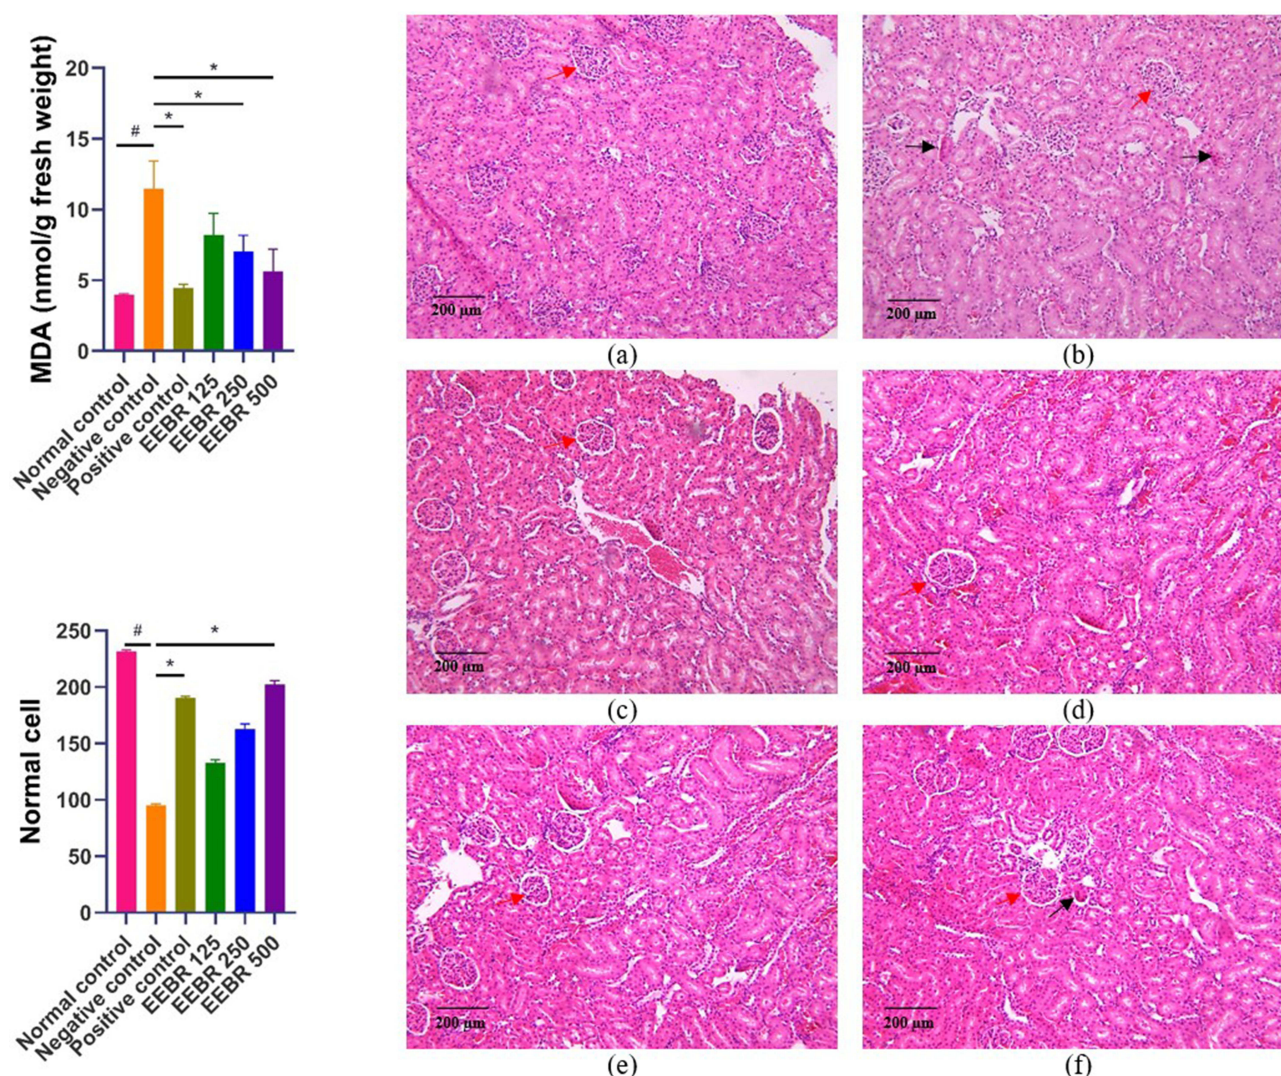 MDA (nmol/g fresh weight)
20
15
10
5
0
#
*
*
*
Normal control
Negative control
Positive control
EEBR 125
EEBR 250
EEBR 500
Normal cell
250
200
150
100
50
0
#
*
*
Normal control
Negative control
Positive control
EEBR 125
EEBR 250
EEBR 500
200 µm
(a)
200 µm
(b)
200 µm
(c)
200 µm
(d)
200 µm
(e)
200 µm
(f)